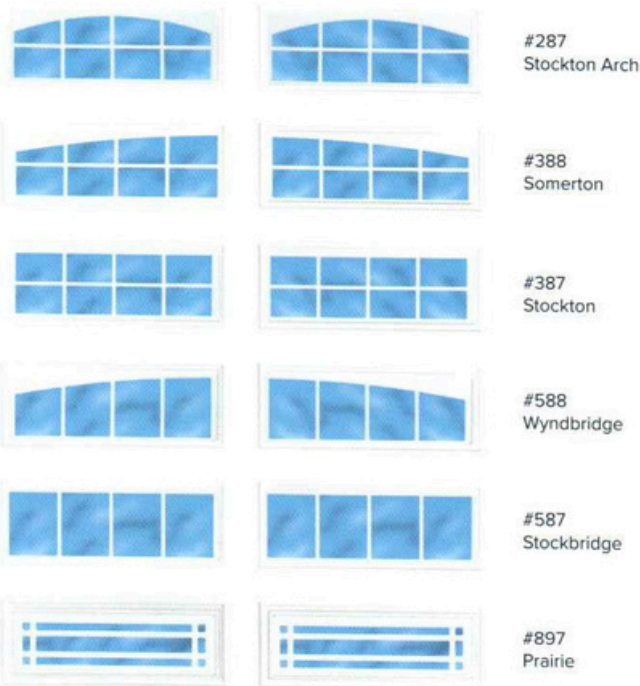 #287
Stockton Arch
#388
Somerton
#387
Stockton
#588
Wyndbridge
#587
Stockbridge
#897
Prairie